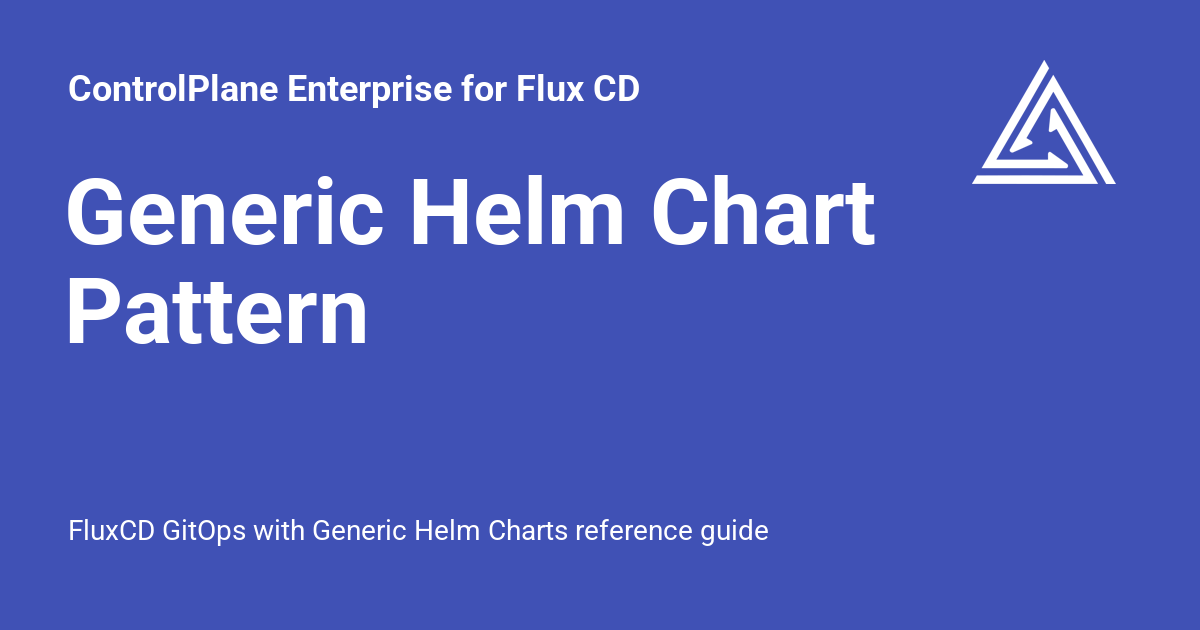 ControlPlane Enterprise for Flux CD
Generic Helm Chart
Pattern
FluxCD GitOps with Generic Helm Charts reference guide